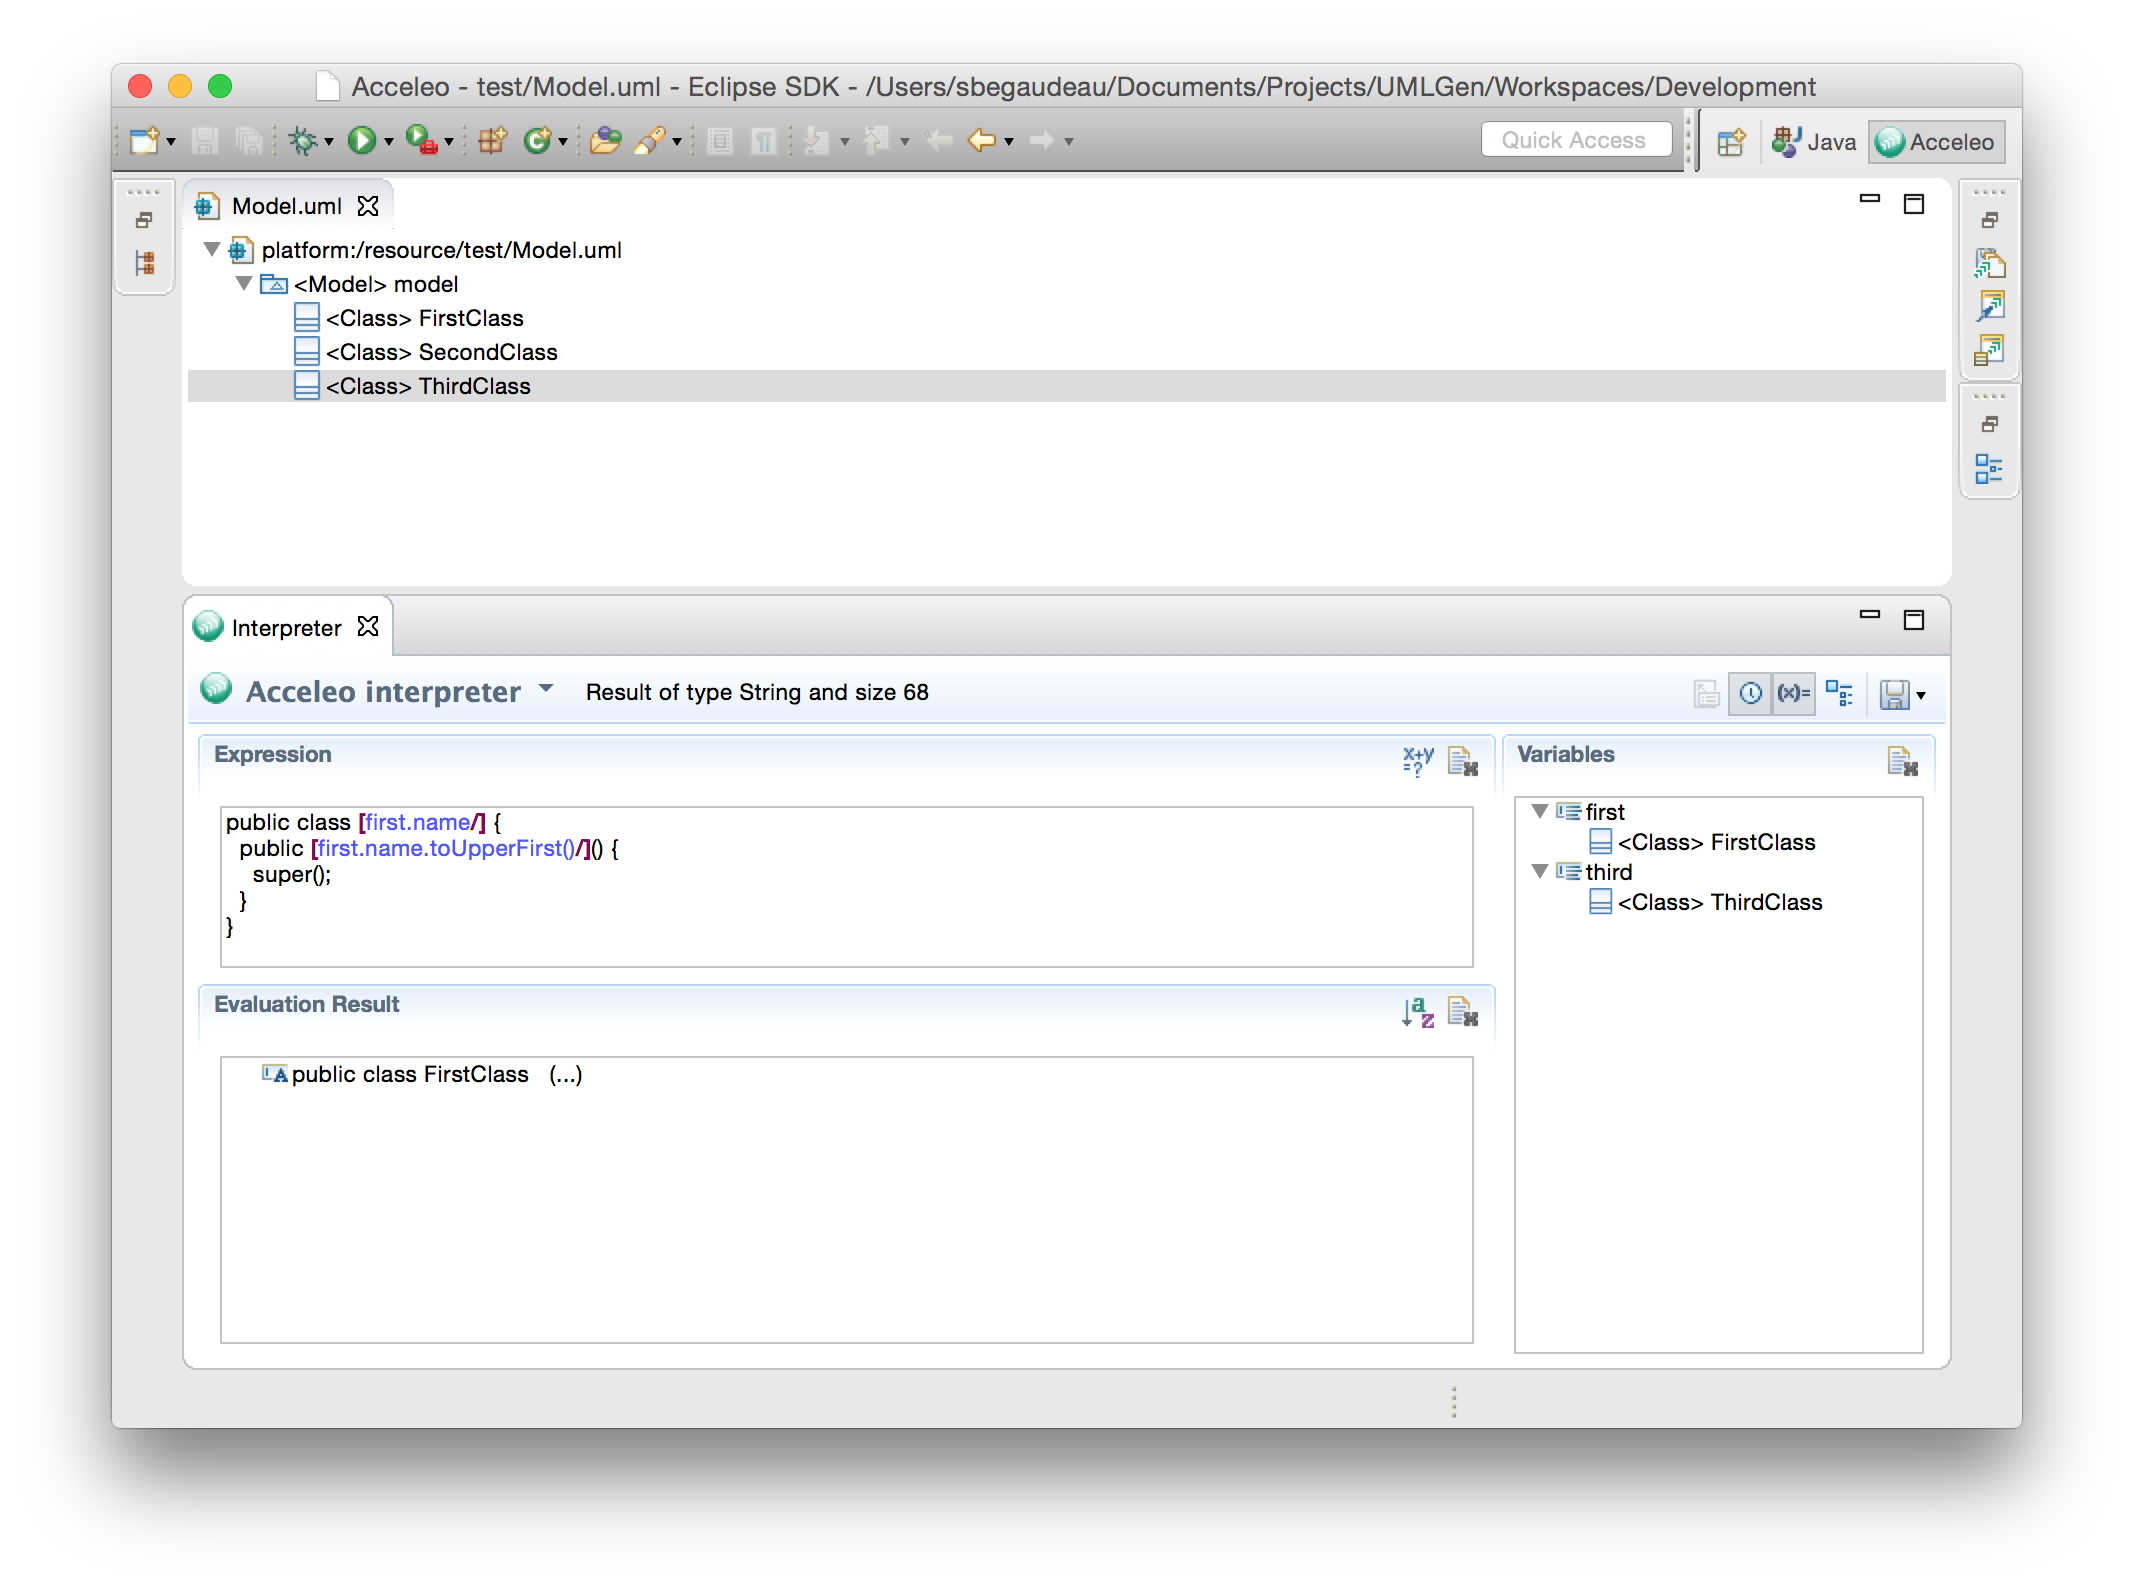 Acceleo - test/Model.uml - Eclipse SDK - /Users/sbegaudeau/Documents/Projects/UMLGen/Workspaces/Development
Quick Access
Java
Acceleo
Model.uml
platform:/resource/test/Model.uml
<Model> model
<Class> FirstClass
<Class> SecondClass
<Class> ThirdClass
Interpreter
Acceleo interpreter
Result of type String and size 68
(x)=
Expression
x+y
=?
public class [first.name/] {
public [first.name.toUpperFirst()/]() {
super();
}
}
Evaluation Result
a
z
public class FirstClass (...)
Variables
first
<Class> FirstClass
third
<Class> ThirdClass